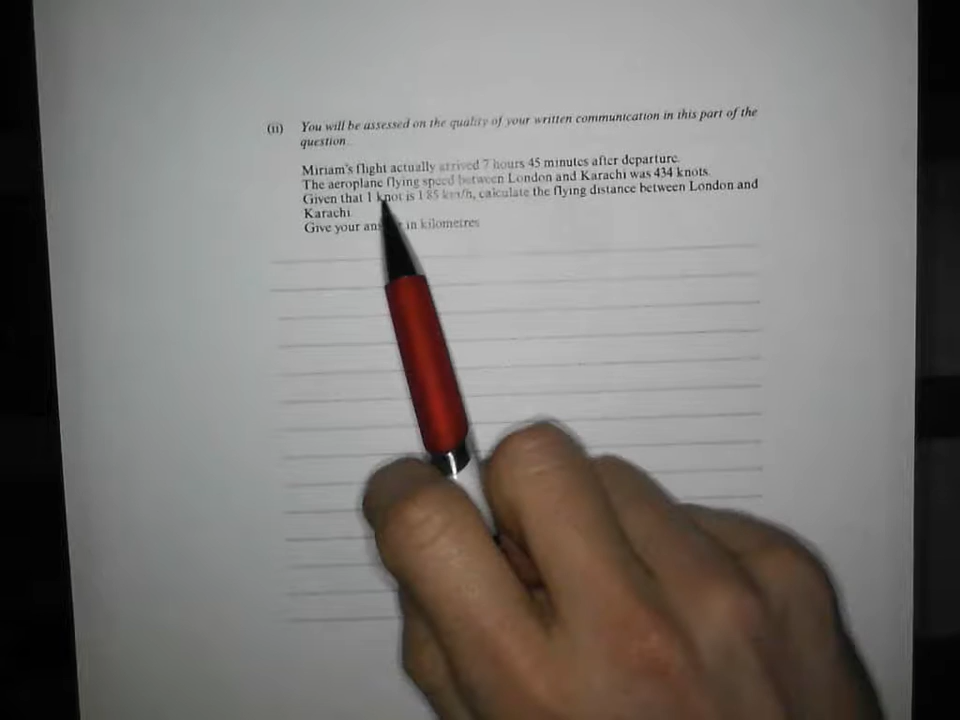 (ii) You will be assessed on the quality of your written communication in this part of the
question.
Miriam's flight actually arrived 7 hours 45 minutes after departure.
The aeroplane flying speed between London and Karachi was 434 knots.
Given that 1 knot is 1.85 km/h, calculate the flying distance between London and
Karachi
Give your in kilometres